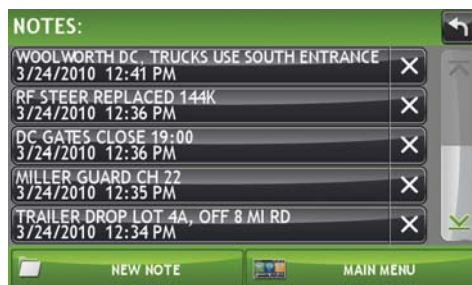 NOTES:
WOOLWORTH DC, TRUCKS USE SOUTH ENTRANCE
3/24/2010 12:41 PM
RF STEER REPLACED 144K
3/24/2010 12:36 PM
DC GATES CLOSE 19:00
3/24/2010 12:36 PM
MILLER GUARD CH 22
3/24/2010 12:35 PM
TRAILER DROP LOT 4A, OFF 8 MI RD
3/24/2010 12:34 PM
NEW NOTE
MAIN MENU